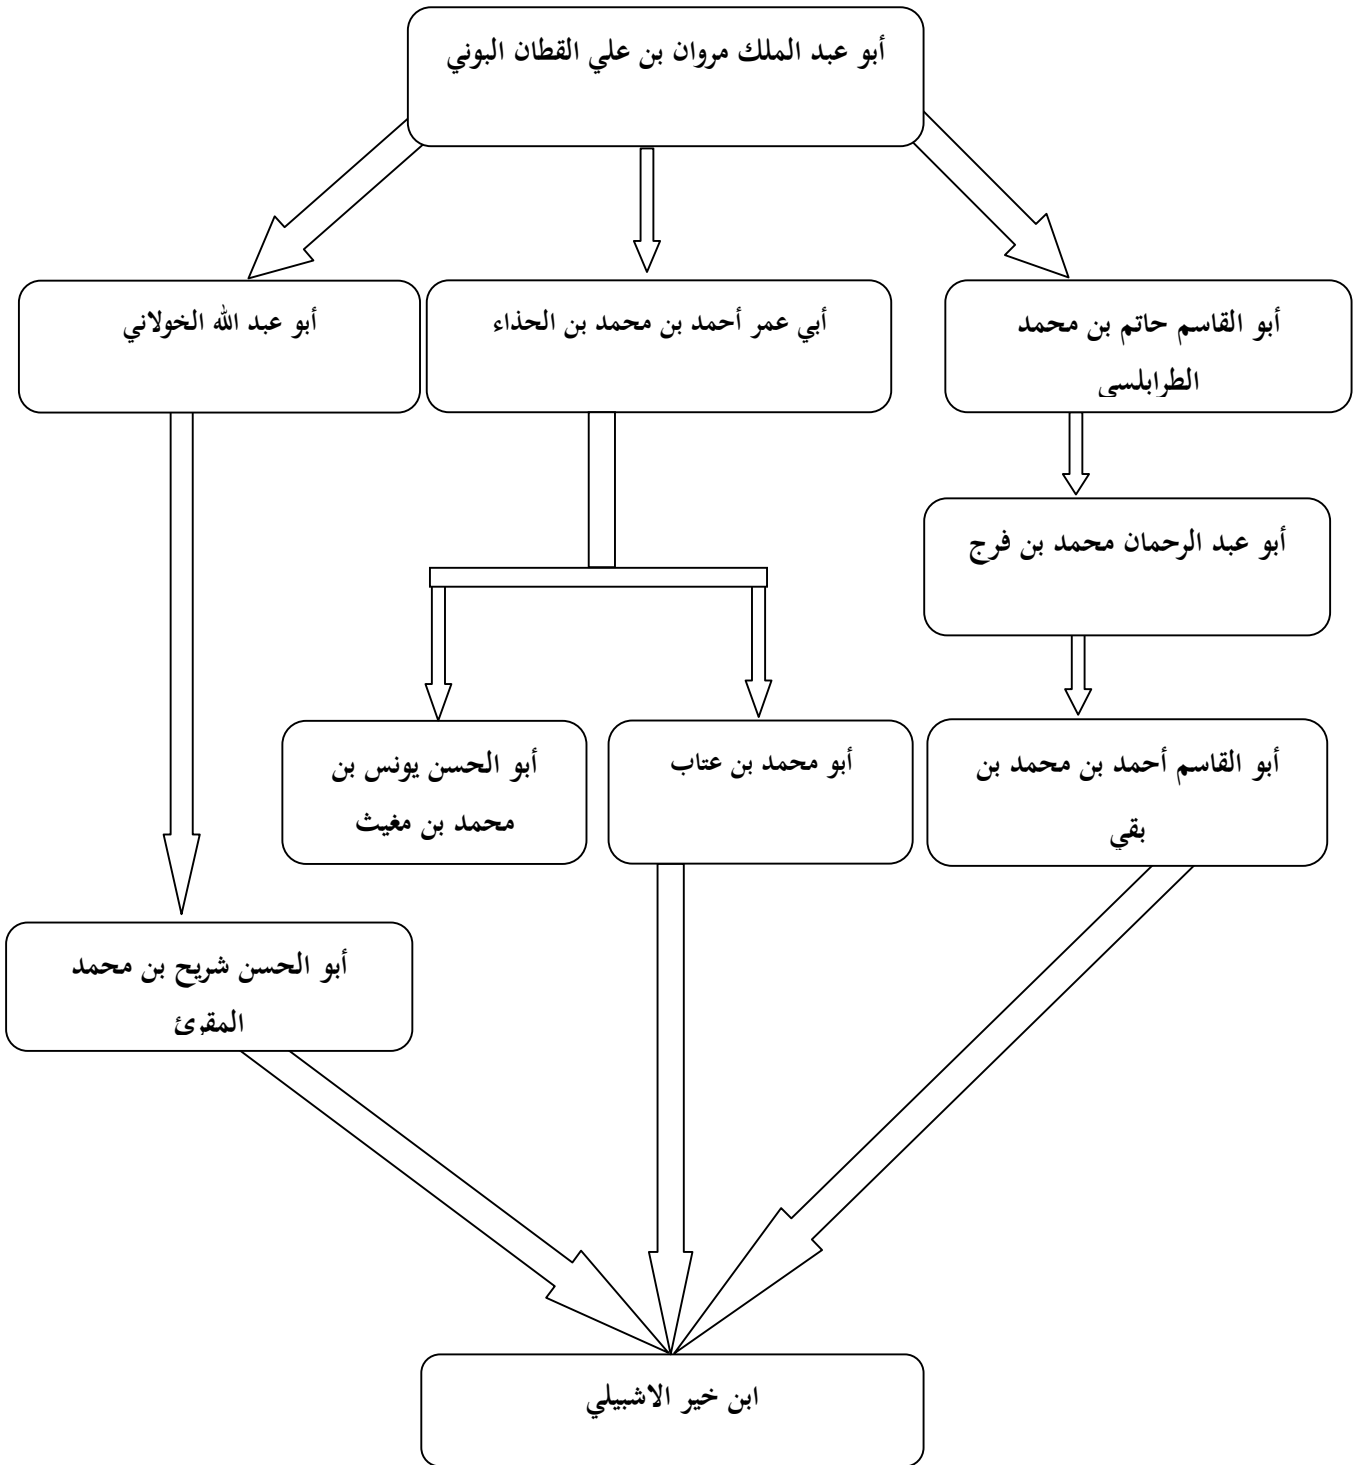 أبو عبد الملك مروان بن علي القطان البوني
أبو القاسم حاتم بن محمد
الطرابلسي
أبي عمر أحمد بن محمد بن الحذاء
أبو عبد الله الخولاني
أبو عبد الرحمان محمد بن فرج
أبو القاسم أحمد بن محمد بن
بقي
أبو محمد بن عتاب
أبو الحسن يونس بن
محمد بن مغيث
أبو الحسن شريح بن محمد
المقرئ
ابن خير الاشبيلي